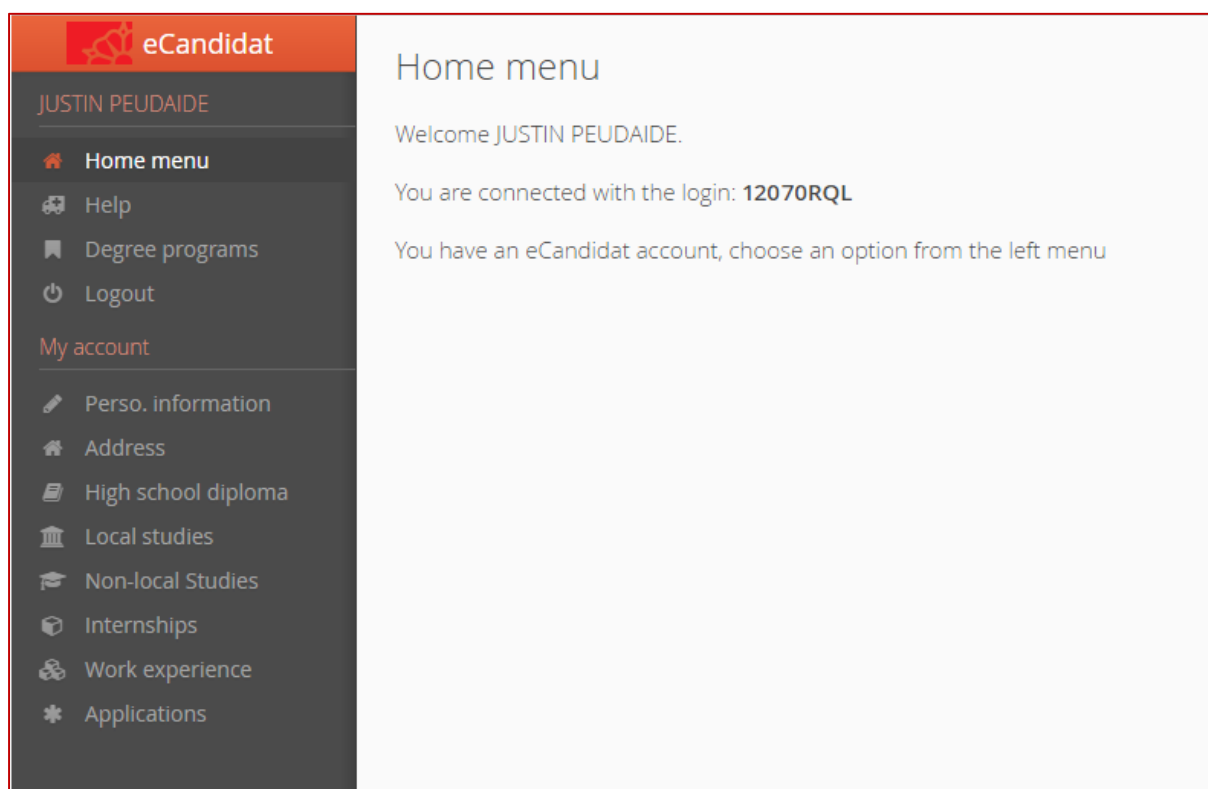 eCandidat
JUSTIN PEUDAIDE
Home menu
Help
Degree programs
Logout
My account
Perso. information
Address
High school diploma
Local studies
Non-local Studies
Internships
Work experience
Applications
Home menu
Welcome JUSTIN PEUDAIDE.
You are connected with the login: 12070RQL
You have an eCandidat account, choose an option from the left menu